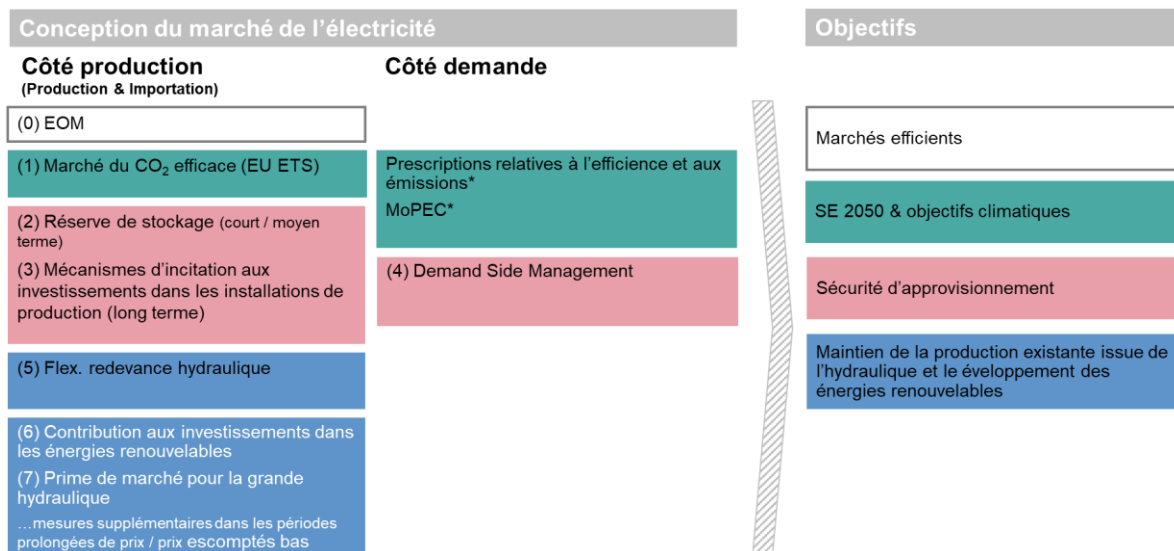 Conception du marché de l'électricité
Objectifs
Côté production
(Production & Importation)
Côté demande
(0) EOM
(1) Marché du CO₂ efficace (EU ETS)
(2) Réserve de stockage (court / moyen
terme)
(3) Mécanismes d'incitation aux
investissements dans les installations de
production (long terme)
(5) Flex. redevance hydraulique
(6) Contribution aux investissements dans
les énergies renouvelables
(7) Prime de marché pour la grande
hydraulique
…mesures supplémentaires dans les périodes
prolongées de prix / prix escomptés bas
Prescriptions relatives à l'efficience et aux
émissions*
MoPEC*
(4) Demand Side Management
Marchés efficients
SE 2050 & objectifs climatiques
Sécurité d'approvisionnement
Maintien de la production existante issue de
l'hydraulique et le éveloppement des
énergies renouvelables